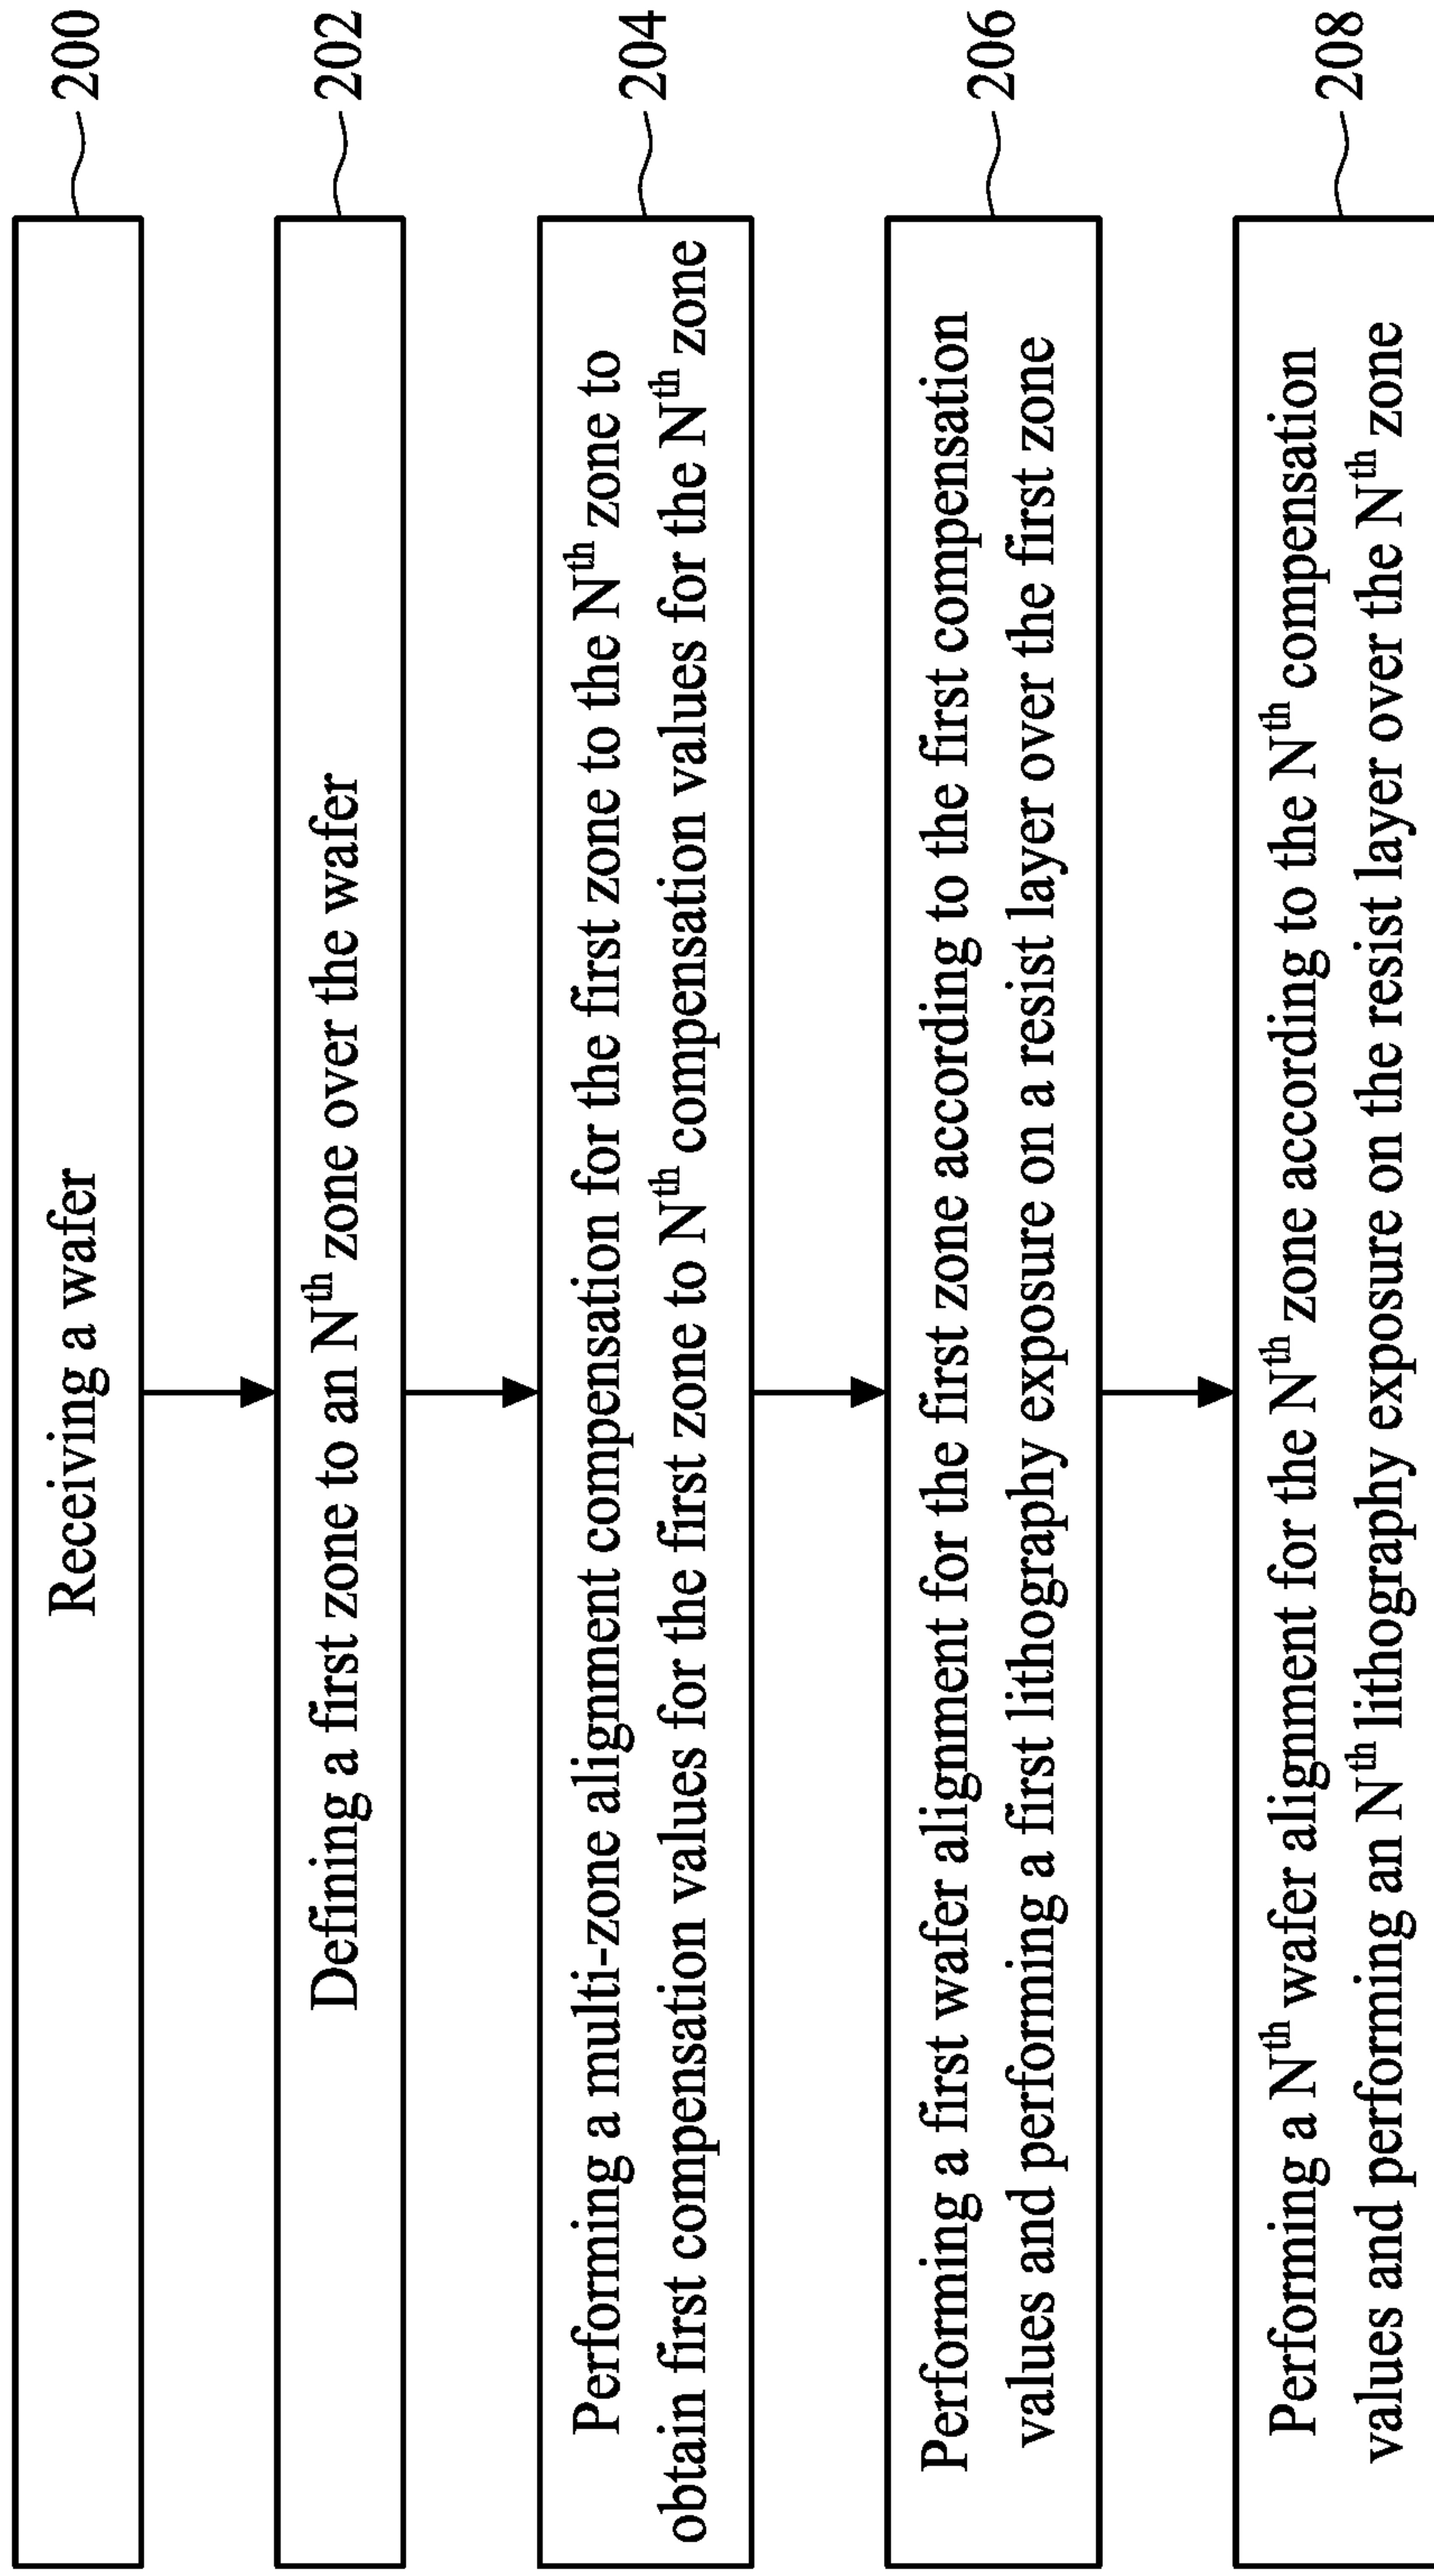 Receiving a wafer
200
Defining a first zone to an Nth zone over the wafer
202
Performing a multi-zone alignment compensation for the first zone to the Nth zone to
obtain first compensation values for the first zone to Nth compensation values for the Nth zone
204
Performing a first wafer alignment for the first zone according to the first compensation
values and performing a first lithography exposure on a resist layer over the first zone
206
Performing a Nth wafer alignment for the Nth zone according to the Nth compensation
values and performing an Nth lithography exposure on the resist layer over the Nth zone
208